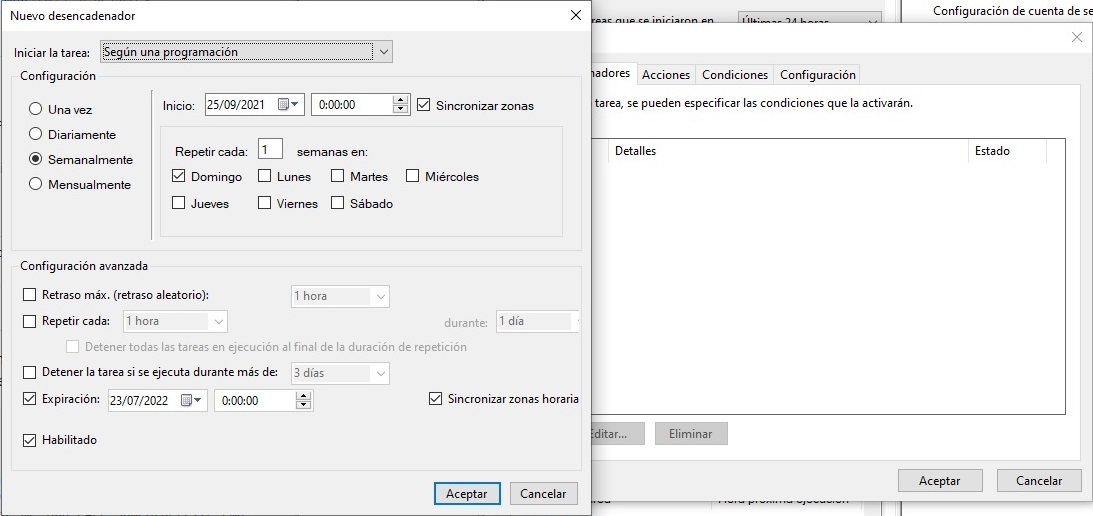 Nuevo desencadenador
Iniciar la tarea: Según una programación
Configuración
Una vez
Diariamente
Semanalmente
Mensualmente
Inicio: 25/09/2021 0:00:00 Sincronizar zonas
Repetir cada: 1 semanas en:
Domingo Lunes Martes Miércoles
Jueves Viernes Sábado
Configuración avanzada
Retraso máx. (retraso aleatorio): 1 hora
Repetir cada: 1 hora durante: 1 día
Detener todas las tareas en ejecución al final de la duración de repetición
Detener la tarea si se ejecuta durante más de: 3 días
Expiración: 23/07/2022 0:00:00 Sincronizar zonas horaria
Habilitado
Aceptar Cancelar
que se iniciaron en Últimas 24 horas
Configuración de cuenta de se
nadores Acciones Condiciones Configuración
tarea, se pueden especificar las condiciones que la activarán.
Detalles Estado
Editar... Eliminar
Aceptar Cancelar
Hora próxima ejecución